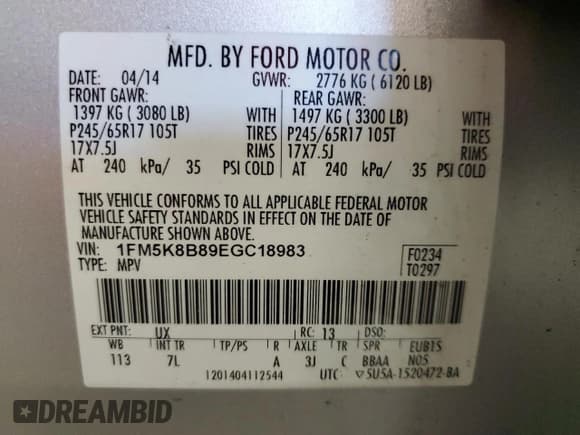 MFD. BY FORD MOTOR CO.
DATE: 04/14 GVWR: 2776 KG ( 6120 LB)
FRONT GAWR: REAR GAWR:
1397 KG ( 3080 LB) WITH 1497 KG ( 3300 LB) WITH
P245/65R17 105T TIRES P245/65R17 105T TIRES
17X7.5J RIMS 17X7.5J RIMS
AT 240 kPa/ 35 PSI COLD AT 240 kPa/ 35 PSI COLD
THIS VEHICLE CONFORMS TO ALL APPLICABLE FEDERAL MOTOR
VEHICLE SAFETY STANDARDS IN EFFECT ON THE DATE OF
MANUFACTURE SHOWN ABOVE.
VIN: 1FM5K8B89EGC18983 F0234
TYPE: MPV T0297
EXT PNT: UX RC: 13 DSO:
WB INT TR TP/PS R AXLE TR SPR EUB15
113 7L A 3J C BBAA N05
1201404112544 UTC ▽5U5A-1520472-BA
DREAMBID